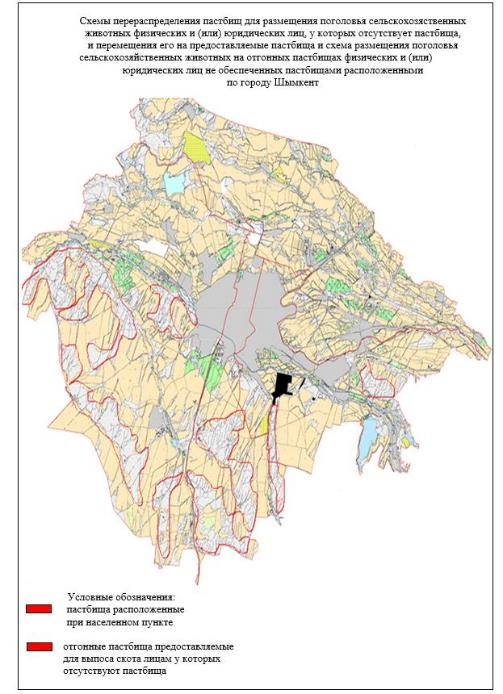 Схемы перераспределения пастбищ для размещения поголовья сельскохозяственных
животных физических и (или) юридических лиц, у которых отсутствует пастбища,
и перемещения его на предоставляемые пастбища и схема размещения поголовья
сельскохозяйственных животных на отгонных пастбищах физических и (или)
юридических лиц не обеспеченных пастбищами расположенными
по городу Шымкент
Условные обозначения:
пастбища расположенные
при населенном пункте
отгонные пастбища предоставляемые
для выпоса скота лицам у которых
отсутствуют пастбища